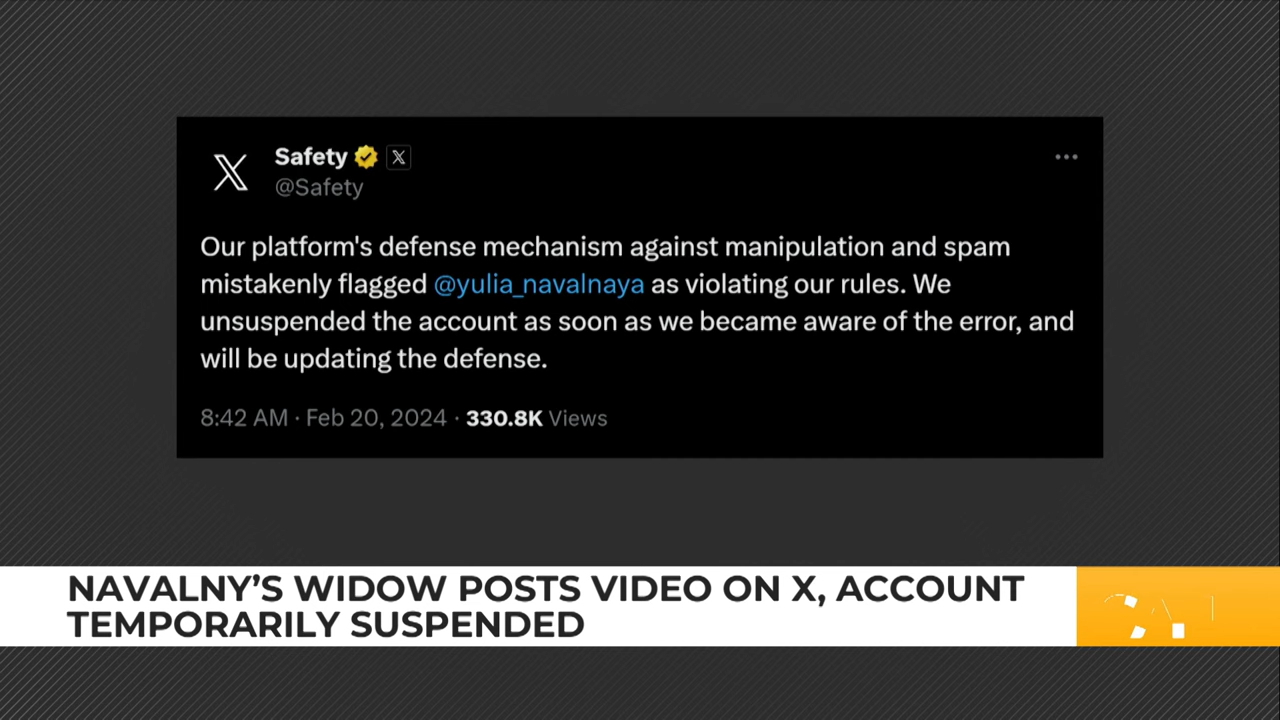 Safety
@Safety
Our platform's defense mechanism against manipulation and spam
mistakenly flagged @yulia_navalnaya as violating our rules. We
unsuspended the account as soon as we became aware of the error, and
will be updating the defense.
8:42 AM · Feb 20, 2024 · 330.8K Views
NAVALNY’S WIDOW POSTS VIDEO ON X, ACCOUNT
TEMPORARILY SUSPENDED